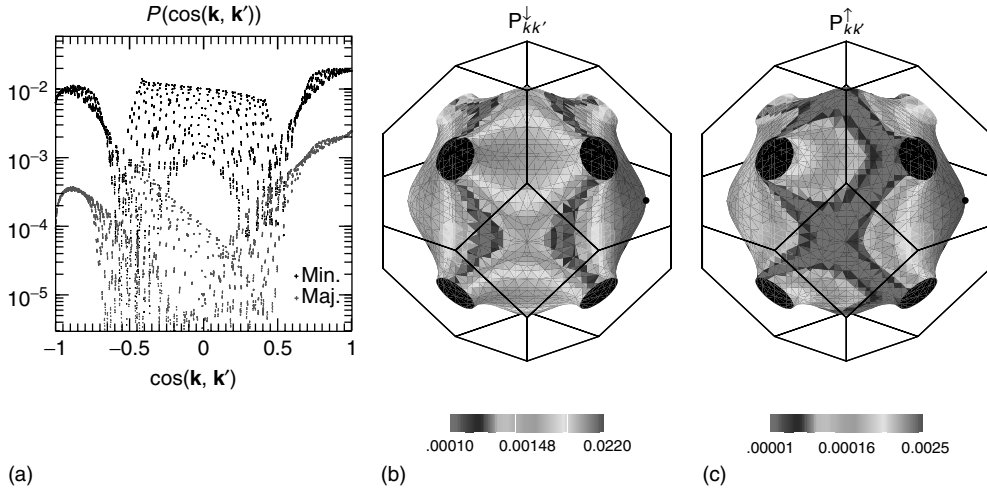 P(cos(k, k′))
10⁻²
10⁻³
10⁻⁴
10⁻⁵
Min.
Maj.
−1
−0.5
0
0.5
1
cos(k, k′)
(a)
P↓kk′
.00010
0.00148
0.0220
(b)
P↑kk′
.00001
0.00016
0.0025
(c)